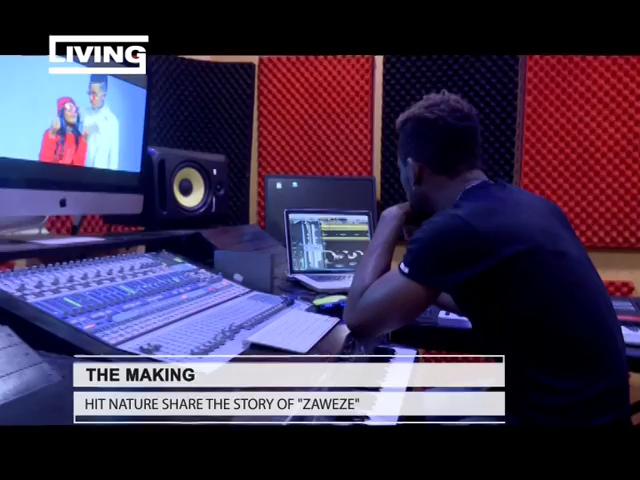 LIVING
THE MAKING
HIT NATURE SHARE THE STORY OF "ZAWEZE"